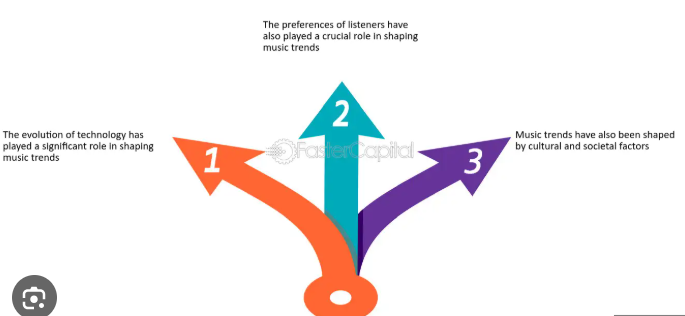 The preferences of listeners have
also played a crucial role in shaping
music trends
The evolution of technology has
played a significant role in shaping
music trends
1
2
3
Music trends have also been shaped
by cultural and societal factors
FasterCapital